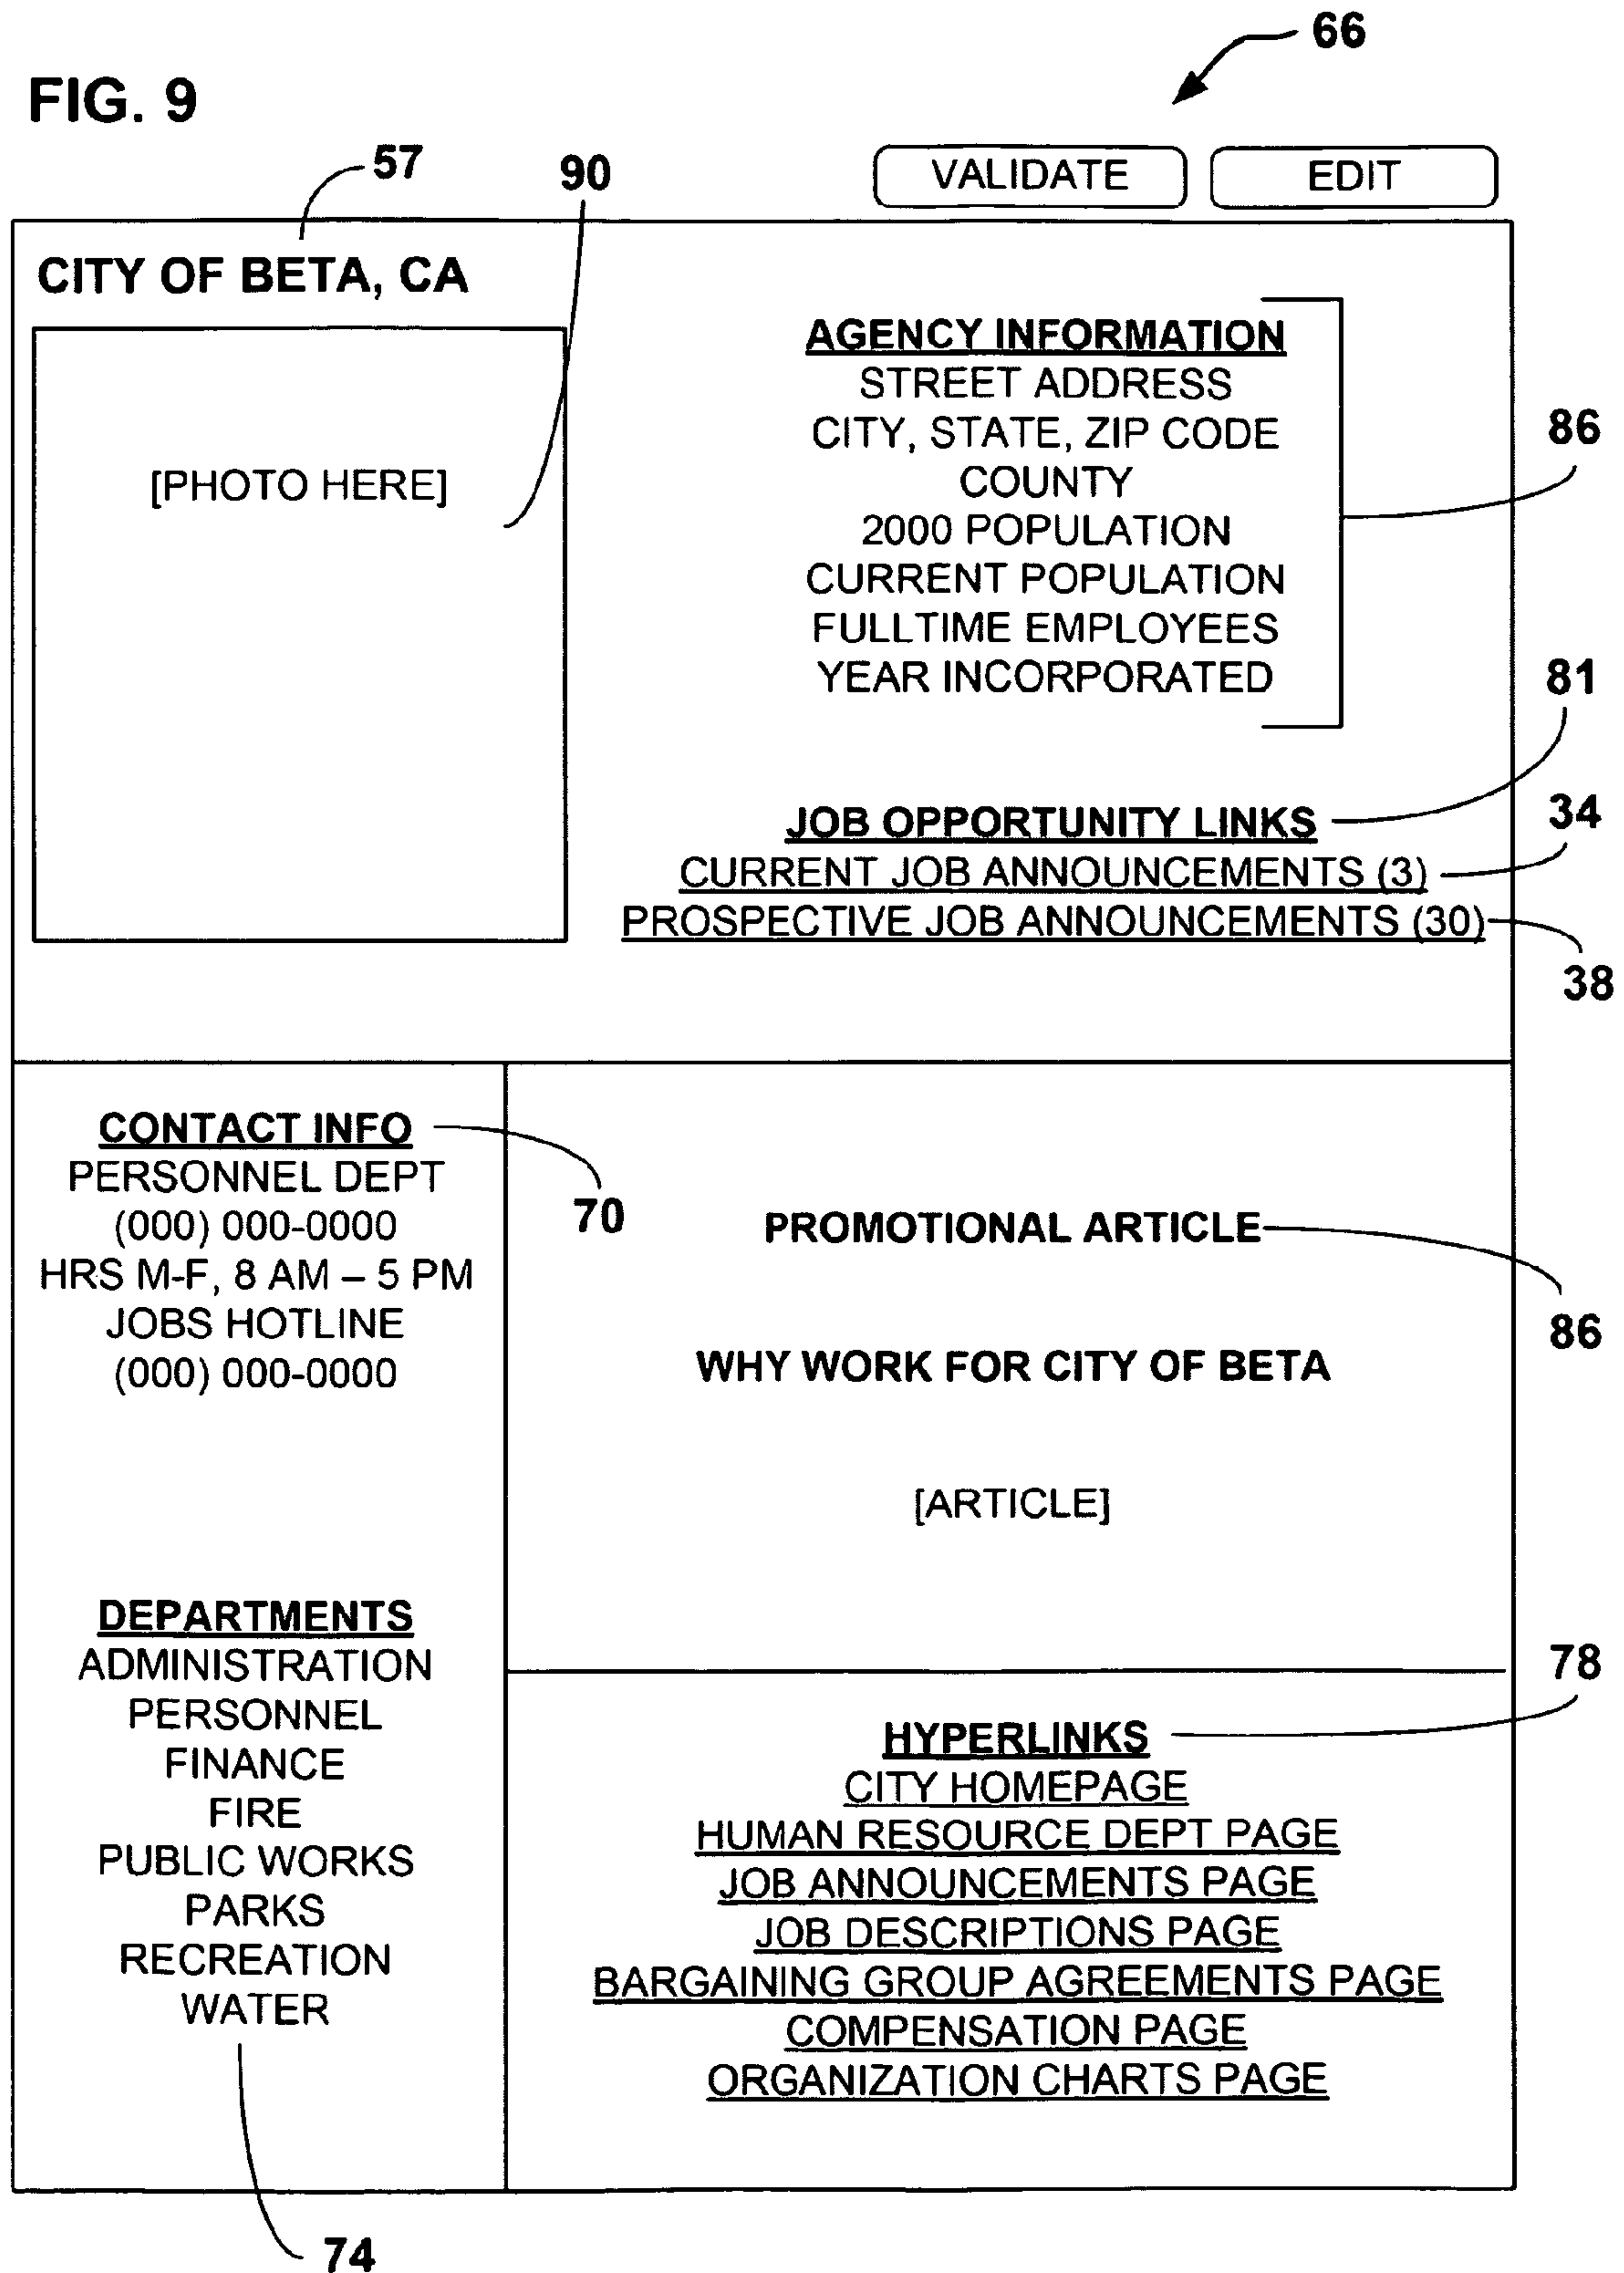 66
FIG. 9
57
90
VALIDATE
EDIT
CITY OF BETA, CA
[PHOTO HERE]
AGENCY INFORMATION
STREET ADDRESS
CITY, STATE, ZIP CODE
COUNTY
2000 POPULATION
CURRENT POPULATION
FULLTIME EMPLOYEES
YEAR INCORPORATED
86
81
JOB OPPORTUNITY LINKS
34
CURRENT JOB ANNOUNCEMENTS (3)
PROSPECTIVE JOB ANNOUNCEMENTS (30)
38
CONTACT INFO
PERSONNEL DEPT
(000) 000-0000
HRS M-F, 8 AM – 5 PM
JOBS HOTLINE
(000) 000-0000
70
PROMOTIONAL ARTICLE
86
WHY WORK FOR CITY OF BETA
[ARTICLE]
DEPARTMENTS
ADMINISTRATION
PERSONNEL
FINANCE
FIRE
PUBLIC WORKS
PARKS
RECREATION
WATER
74
78
HYPERLINKS
CITY HOMEPAGE
HUMAN RESOURCE DEPT PAGE
JOB ANNOUNCEMENTS PAGE
JOB DESCRIPTIONS PAGE
BARGAINING GROUP AGREEMENTS PAGE
COMPENSATION PAGE
ORGANIZATION CHARTS PAGE